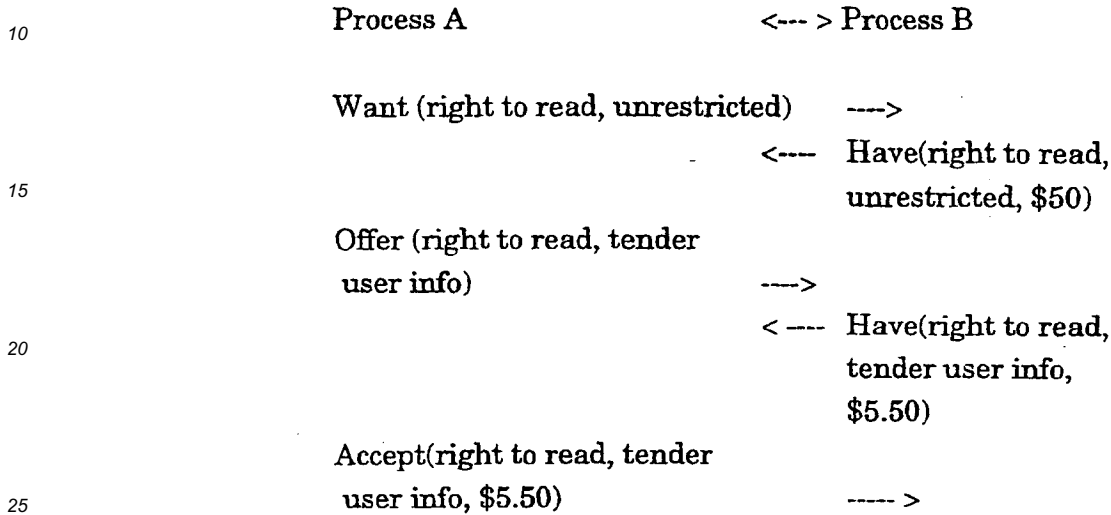 10 Process A <--- > Process B
Want (right to read, unrestricted) ---->
<---- Have(right to read,
15 unrestricted, $50)
Offer (right to read, tender
user info) ---->
< ---- Have(right to read,
20 tender user info,
$5.50)
Accept(right to read, tender
25 user info, $5.50) ----- >